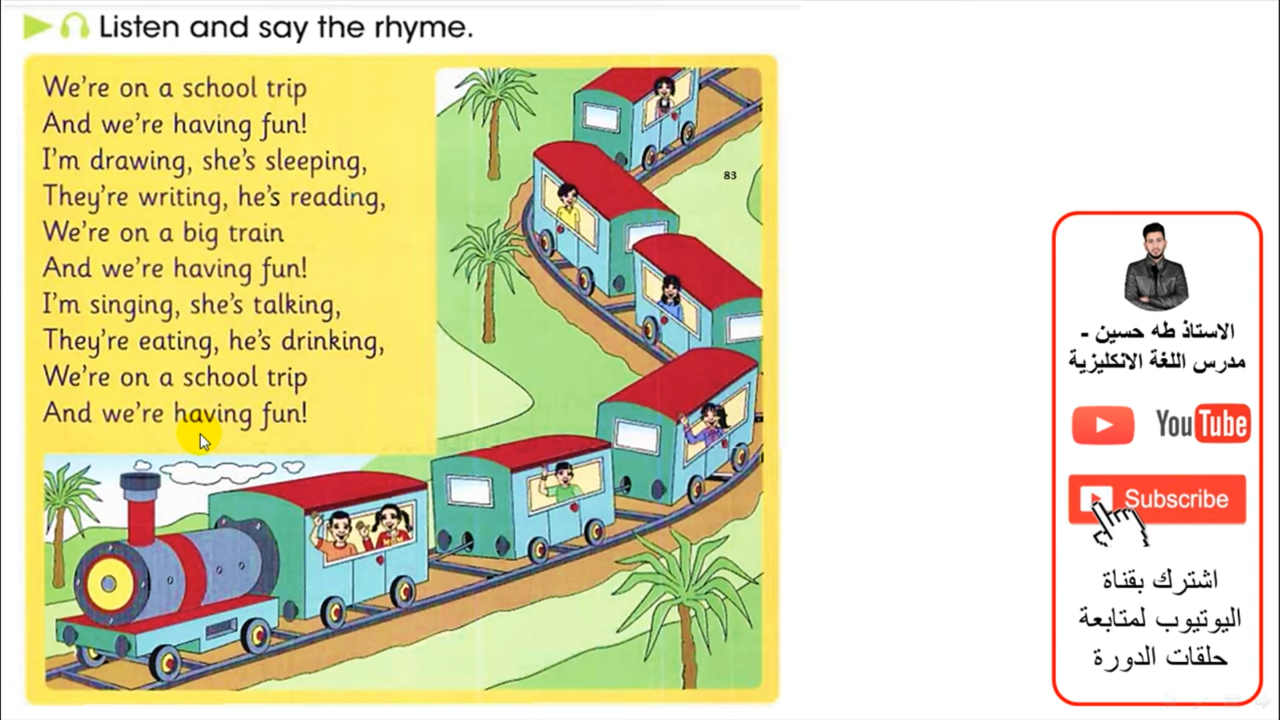 Listen and say the rhyme.
We're on a school trip
And we're having fun!
I'm drawing, she's sleeping,
They're writing, he's reading,
We're on a big train
And we're having fun!
I'm singing, she's talking,
They're eating, he's drinking,
We're on a school trip
And we're having fun!
83
الاستاذ طه حسين -
مدرس اللغة الانكليزية
YouTube
Subscribe
اشترك بقناة
اليوتيوب لمتابعة
حلقات الدورة